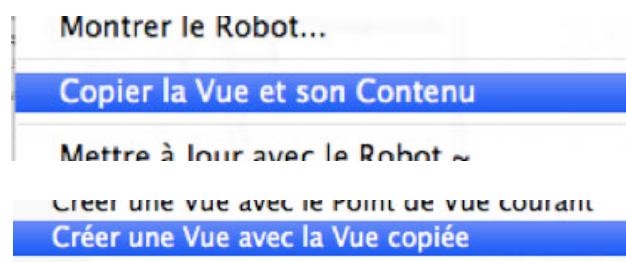 Montrer le Robot...
Copier la Vue et son Contenu
Mettre à Jour avec le Robot ~
Créer une Vue avec le Point de Vue courant
Créer une Vue avec la Vue copiée